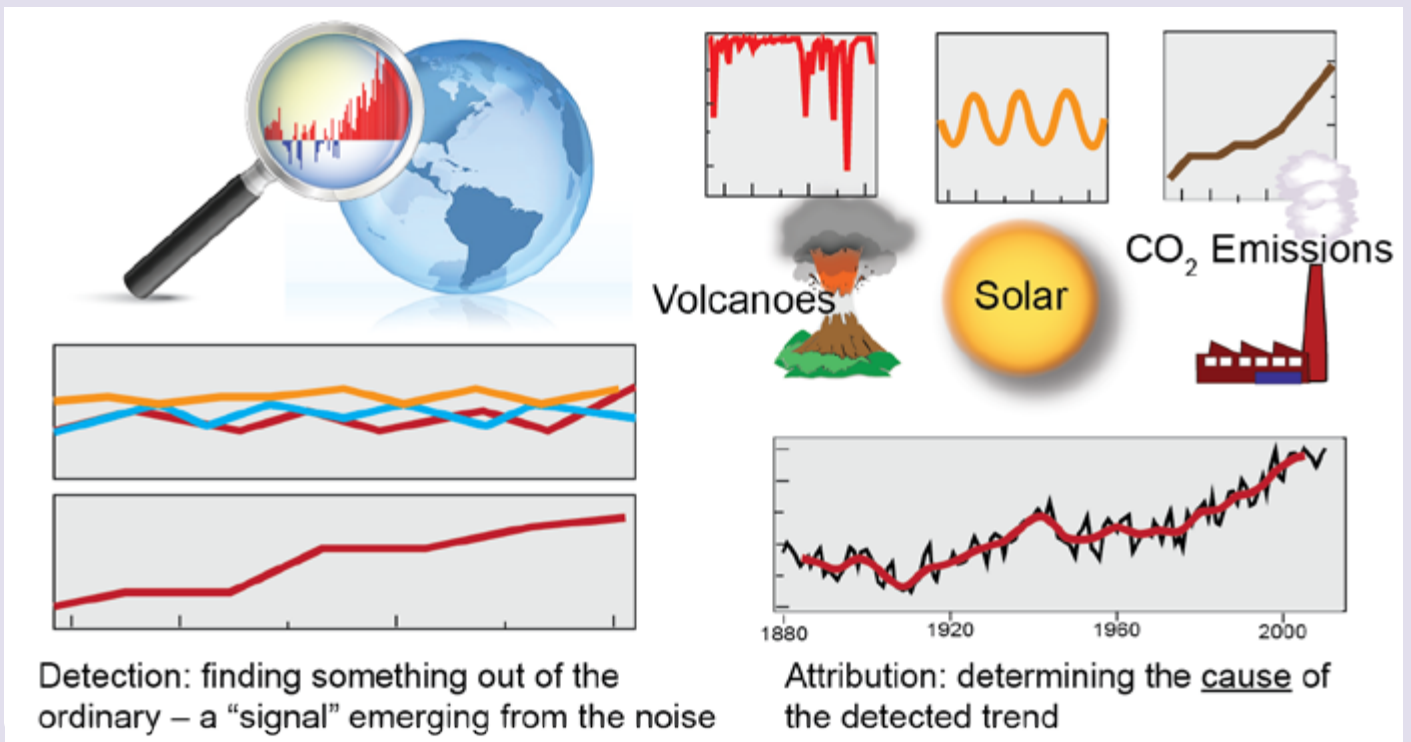 Volcanoes
Solar
CO₂ Emissions
1880
1920
1960
2000
Detection: finding something out of the
ordinary – a “signal” emerging from the noise
Attribution: determining the cause of
the detected trend